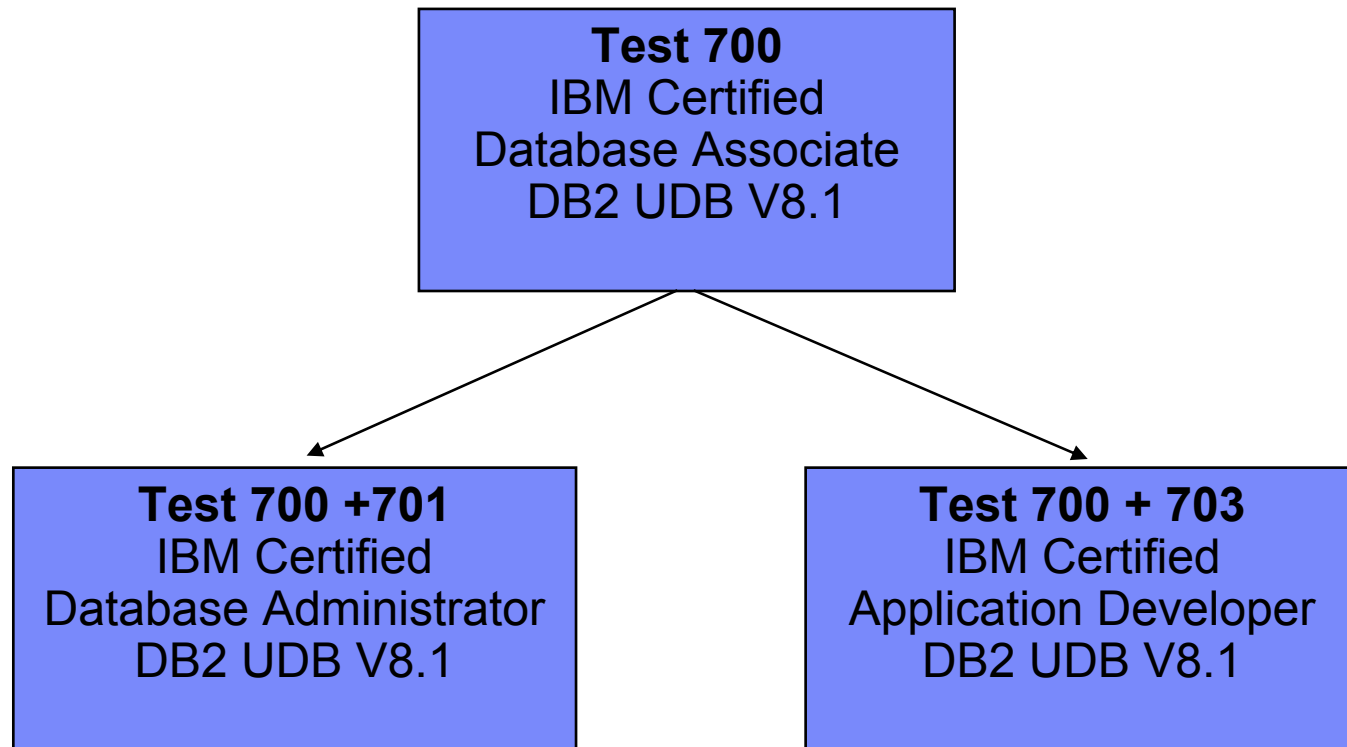 Test 700
IBM Certified
Database Associate
DB2 UDB V8.1
Test 700 +701
IBM Certified
Database Administrator
DB2 UDB V8.1
Test 700 + 703
IBM Certified
Application Developer
DB2 UDB V8.1